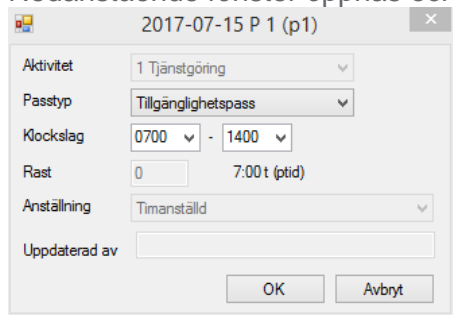 2017-07-15 P 1 (p1)
Aktivitet 1 Tjänstgöring
Passtyp Tillgänglighetspass
Klockslag 0700 - 1400
Rast 0 7:00 t (ptid)
Anställning Timanställd
Uppdaterad av
OK Avbryt